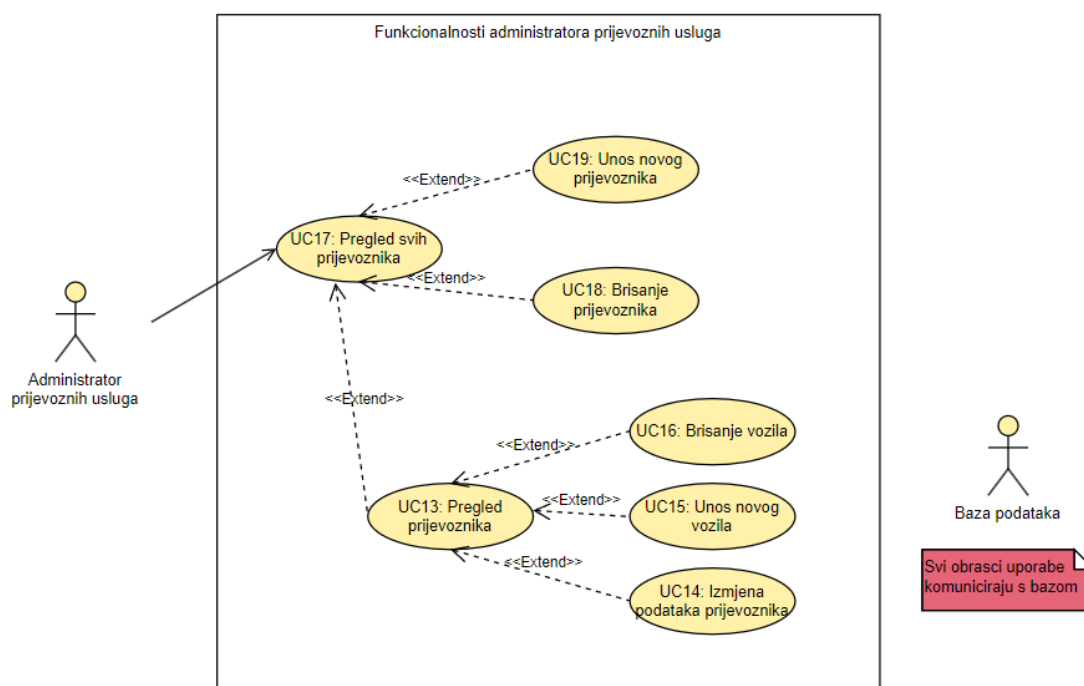 Funkcionalnosti administratora prijevoznih usluga
UC19: Unos novog
prijevoznika
<<Extend>>
UC17: Pregled svih
prijevoznika
<<Extend>>
UC18: Brisanje
prijevoznika
Administrator
prijevoznih usluga
<<Extend>>
UC16: Brisanje vozila
<<Extend>>
UC13: Pregled
prijevoznika
<<Extend>>
UC15: Unos novog
vozila
<<Extend>>
UC14: Izmjena
podataka prijevoznika
Baza podataka
Svi obrasci uporabe
komuniciraju s bazom